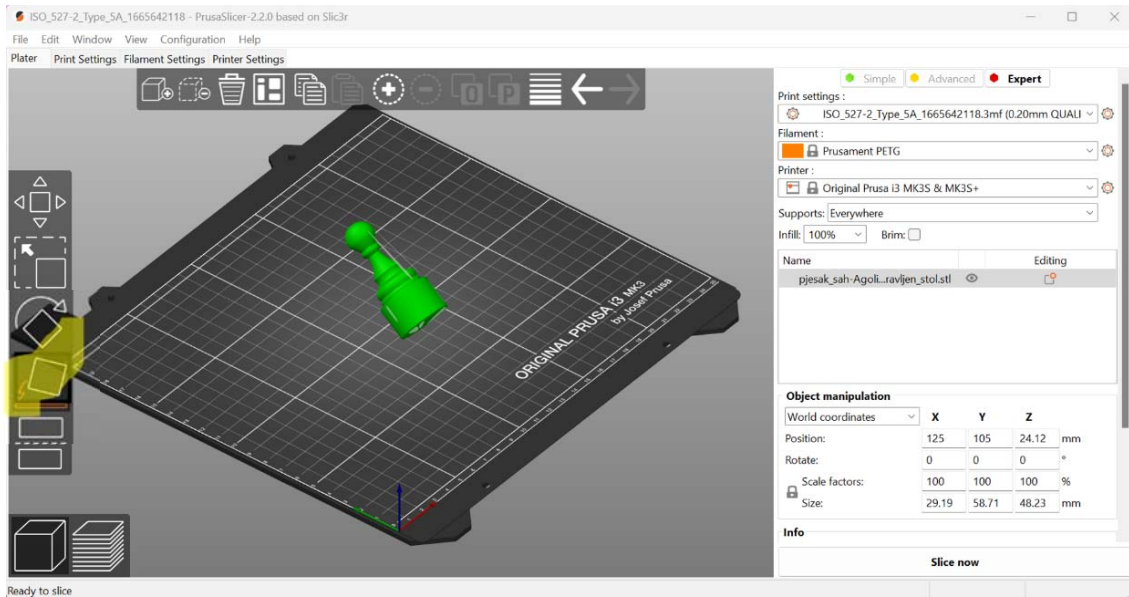 ISO_527-2_Type_5A_1665642118 - PrusaSlicer-2.2.0 based on Slic3r
File Edit Window View Configuration Help
Plater Print Settings Filament Settings Printer Settings
Simple Advanced Expert
Print settings :
ISO_527-2_Type_5A_1665642118.3mf (0.20mm QUALI
Filament :
Prusament PETG
Printer :
Original Prusa i3 MK3S & MK3S+
Supports: Everywhere
Infill: 100% Brim:
Name Editing
pjesak_sah-Agoli...ravljen_stol.stl
ORIGINAL PRUSA i3 MK3
by Josef Prusa
Object manipulation
World coordinates X Y Z
Position: 125 105 24.12 mm
Rotate: 0 0 0 °
Scale factors: 100 100 100 %
Size: 29.19 58.71 48.23 mm
Info
Slice now
Ready to slice